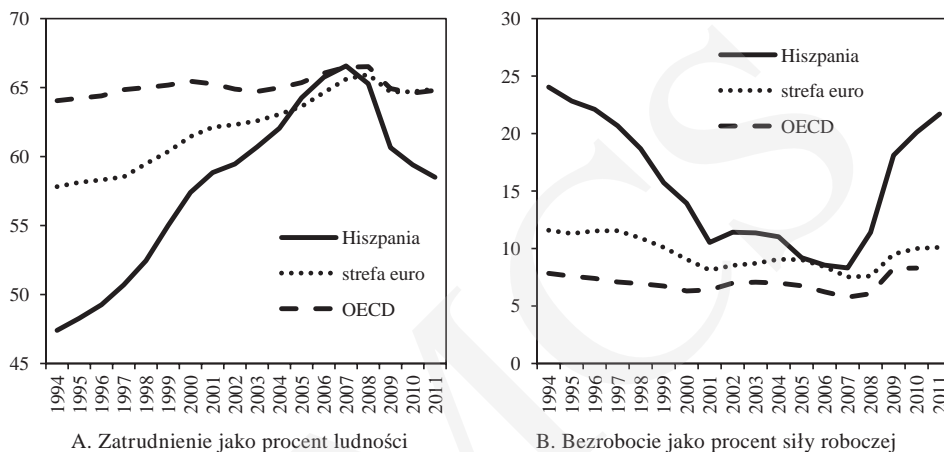 70
65
60
55
50
45
Hiszpania
strefa euro
OECD
1994 1995 1996 1997 1998 1999 2000 2001 2002 2003 2004 2005 2006 2007 2008 2009 2010 2011
A. Zatrudnienie jako procent ludności
30
25
20
15
10
5
0
Hiszpania
strefa euro
OECD
1994 1995 1996 1997 1998 1999 2000 2001 2002 2003 2004 2005 2006 2007 2008 2009 2010 2011
B. Bezrobocie jako procent siły roboczej